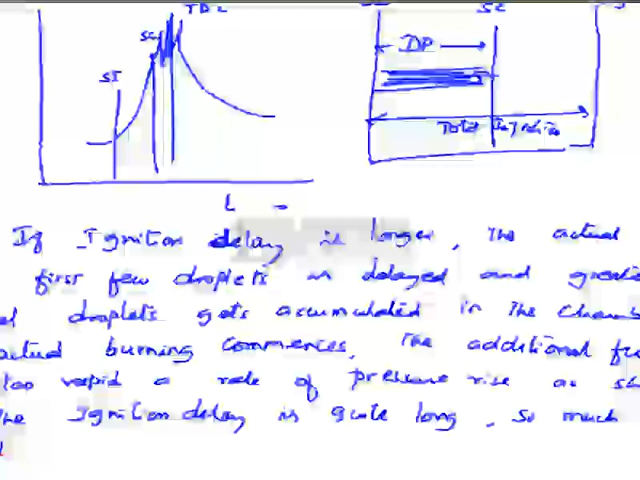 TDC
SC
SC
ST
DP
Total Injection
If Ignition delay is longer, The actual
first few droplets is delayed and greater
droplets gets accumulated in The Chamb
actual burning Commences, The additional fu
too rapid a rate of pressure rise as sh
The Ignition delay is quite long, so much